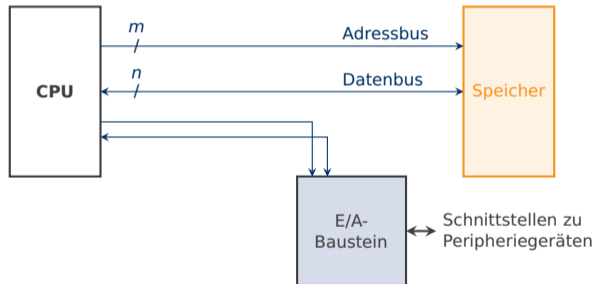 m
Adressbus
n
Datenbus
CPU
Speicher
E/A-
Baustein
Schnittstellen zu
Peripheriegeräten